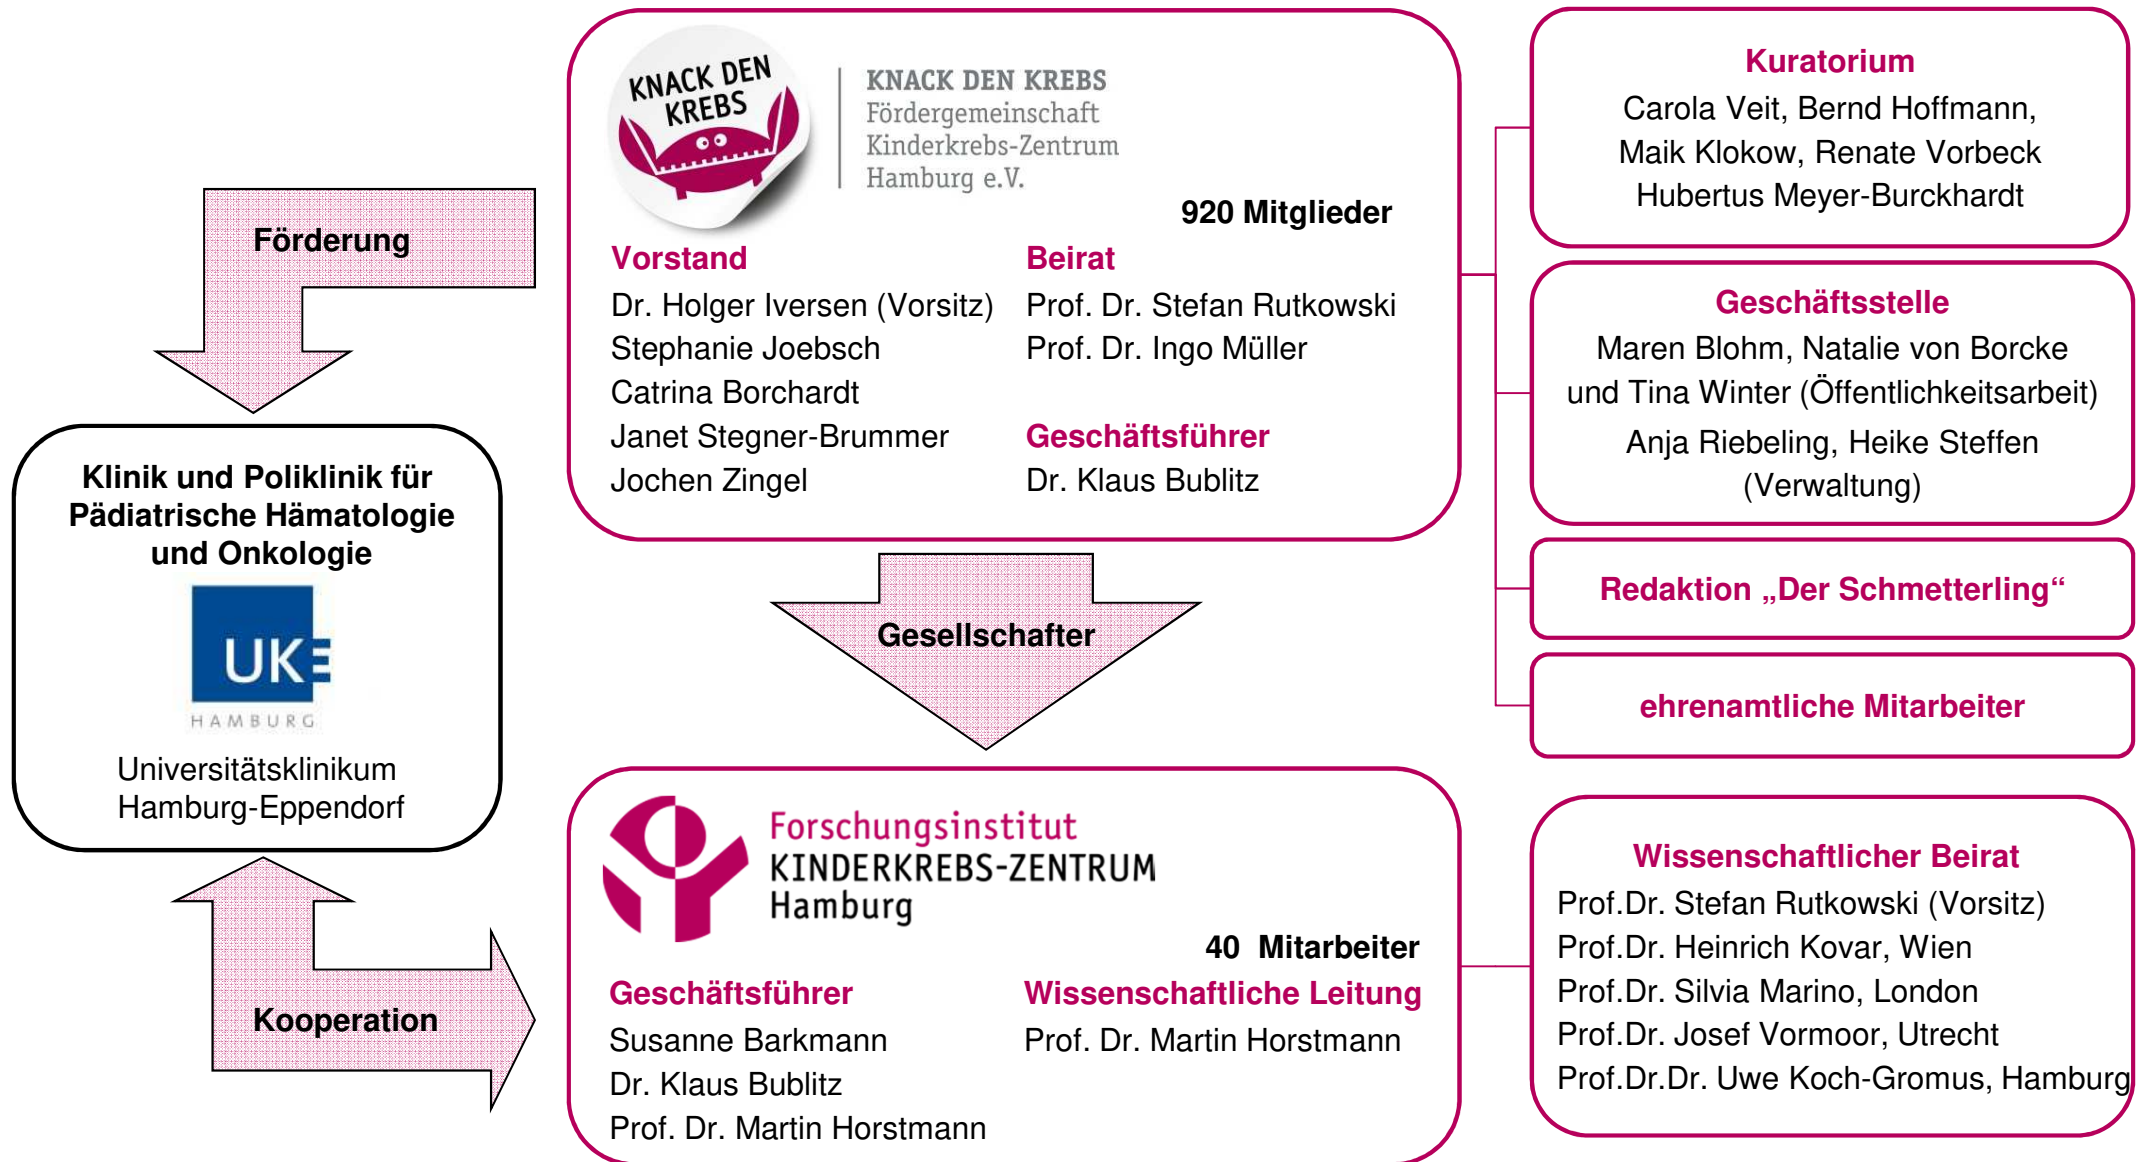 KNACK DEN
KREBS
KNACK DEN KREBS
Fördergemeinschaft
Kinderkrebs-Zentrum
Hamburg e.V.
920 Mitglieder
Vorstand
Dr. Holger Iversen (Vorsitz)
Stephanie Joebsch
Catrina Borchardt
Janet Stegner-Brummer
Jochen Zingel
Beirat
Prof. Dr. Stefan Rutkowski
Prof. Dr. Ingo Müller
Geschäftsführer
Dr. Klaus Bublitz
Kuratorium
Carola Veit, Bernd Hoffmann,
Maik Klokow, Renate Vorbeck
Hubertus Meyer-Burckhardt
Geschäftsstelle
Maren Blohm, Natalie von Borcke
und Tina Winter (Öffentlichkeitsarbeit)
Anja Riebeling, Heike Steffen
(Verwaltung)
Redaktion „Der Schmetterling“
ehrenamtliche Mitarbeiter
Förderung
Klinik und Poliklinik für
Pädiatrische Hämatologie
und Onkologie
UKE
HAMBURG
Universitätsklinikum
Hamburg-Eppendorf
Gesellschafter
Kooperation
Forschungsinstitut
KINDERKREBS-ZENTRUM
Hamburg
40 Mitarbeiter
Geschäftsführer
Susanne Barkmann
Dr. Klaus Bublitz
Prof. Dr. Martin Horstmann
Wissenschaftliche Leitung
Prof. Dr. Martin Horstmann
Wissenschaftlicher Beirat
Prof.Dr. Stefan Rutkowski (Vorsitz)
Prof.Dr. Heinrich Kovar, Wien
Prof.Dr. Silvia Marino, London
Prof.Dr. Josef Vormoor, Utrecht
Prof.Dr.Dr. Uwe Koch-Gromus, Hamburg